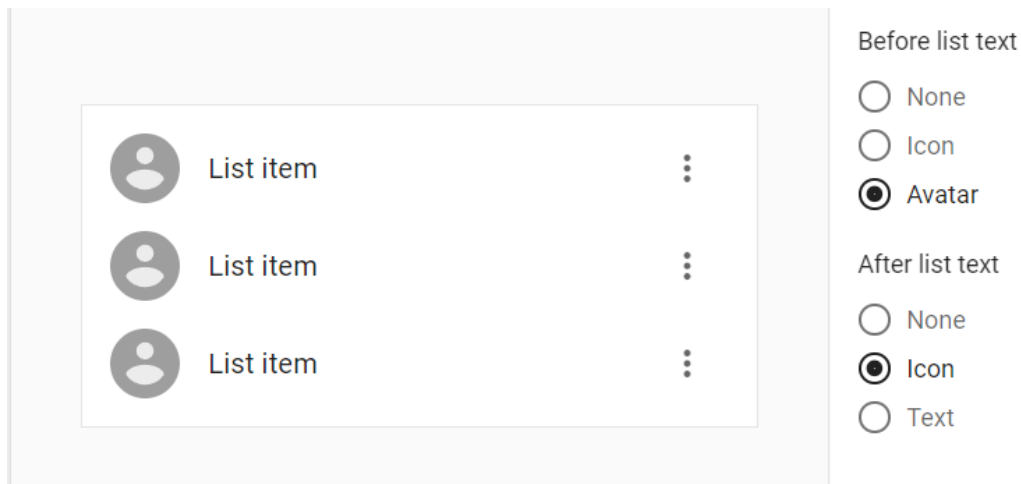 List item
List item
List item
Before list text
None
Icon
Avatar
After list text
None
Icon
Text